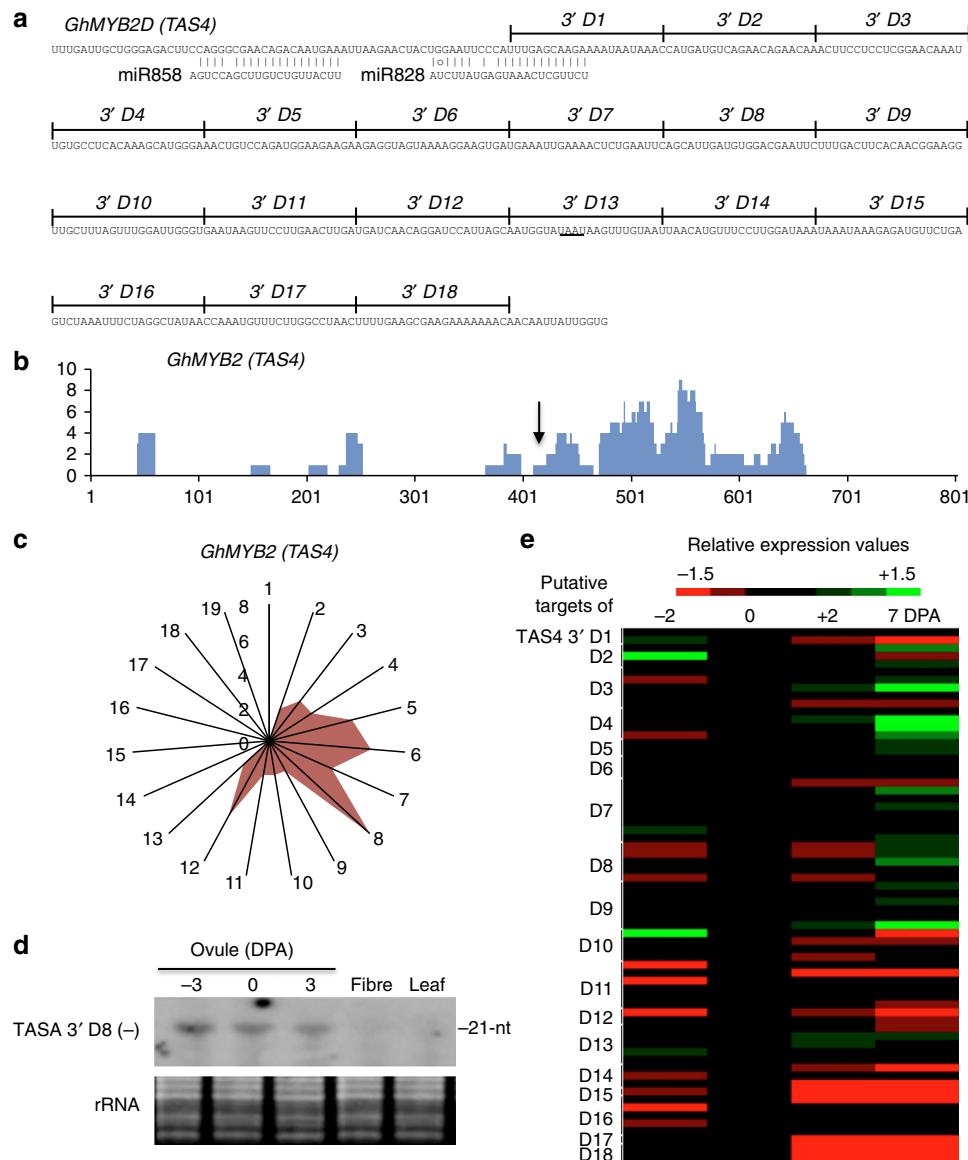 a
GhMYB2D (TAS4)
3′ D1 3′ D2 3′ D3
UUUGAUUGCUGGGAGACUUCCAGGGCGAACAGACAAUGAAAUUAAGAACUACUGGAAUUCCCAUUUGAGCAAGAAAAUAAUAAACCAUGAUGUCAGAACAGAACAAACUUCCUCCUCGGAACAAAU
miR858 AGUCCAGCUUGUCUGUUACUU miR828 AUCUUAUGAGUAAACUCGUUCU
3′ D4 3′ D5 3′ D6 3′ D7 3′ D8 3′ D9
UGUGCCUCACAAAGCAUGGGAAACUGUCCAGAUGGAAGAAGAAGAGGUAGUAAAAGGAAGUGAUGAAAUUGAAAACUCUGAAUUCAGCAUUGAUGUGGACGAAUUCUUUGACUUCACAACGGAAGG
3′ D10 3′ D11 3′ D12 3′ D13 3′ D14 3′ D15
UUGCUUUAGUUUGGAUUGGGUGAAUAAGUUCCUUGAACUUGAUGAUCAACAGGAUCCAUUAGCAAUGGUAUAAUAAGUUUGUAAUUAACAUGUUUCCUUGGAUAAAUAAAUAAAGAGAUGUUCUGA
3′ D16 3′ D17 3′ D18
GUCUAAAUUUCUAGGCUAUAACCAAAUGUUUCUUGGCCUAACUUUUGAAGCGAAGAAAAAAACAACAAUUAUUGGUG
b
GhMYB2 (TAS4)
10
8
6
4
2
0
1 101 201 301 401 501 601 701 801
c
GhMYB2 (TAS4)
1
2
3
4
5
6
7
8
9
10
11
12
13
14
15
16
17
18
19
8
6
4
2
0
d
Ovule (DPA)
−3 0 3 Fibre Leaf
TASA 3′ D8 (−)
−21-nt
rRNA
e
Relative expression values
−1.5 +1.5
Putative targets of
−2 0 +2 7 DPA
TAS4 3′ D1
D2
D3
D4
D5
D6
D7
D8
D9
D10
D11
D12
D13
D14
D15
D16
D17
D18